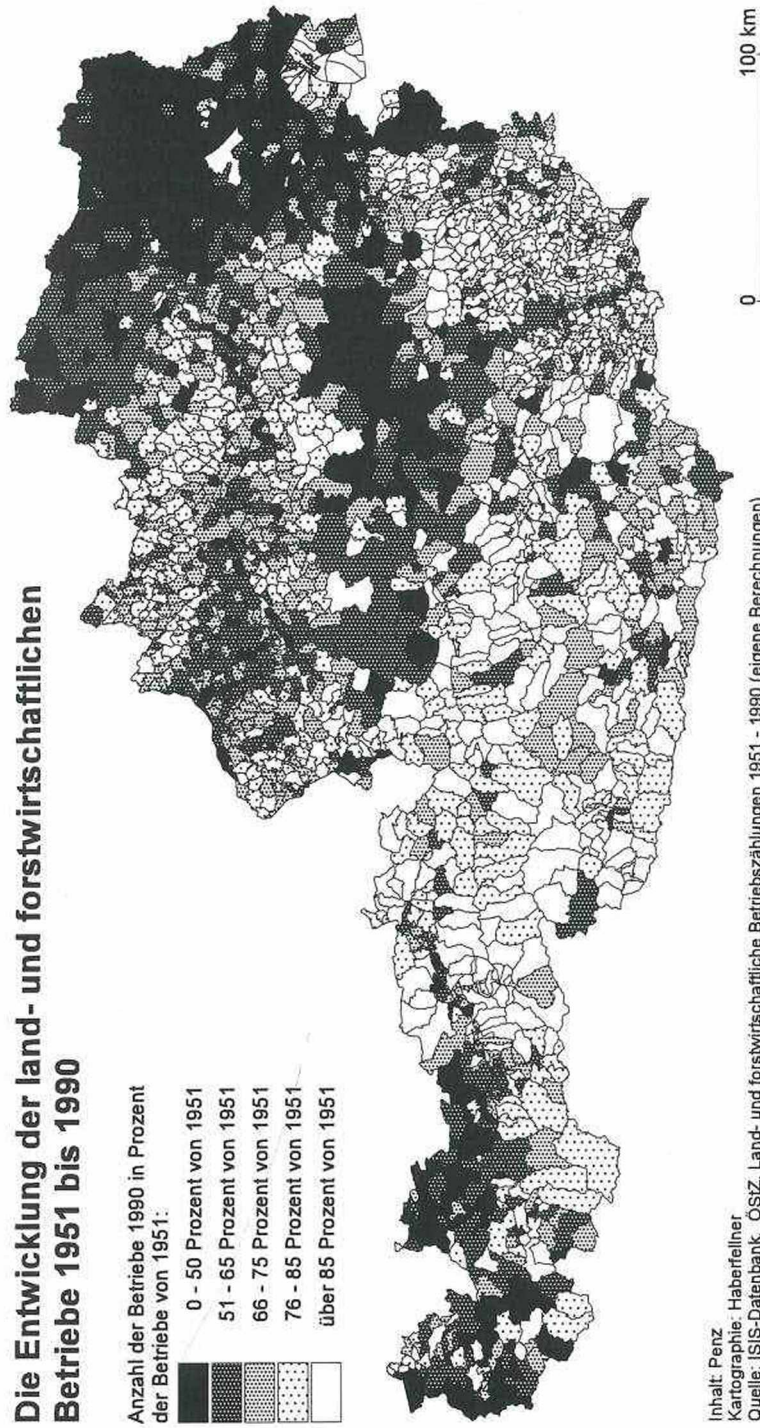 Die Entwicklung der land- und forstwirtschaftlichen
Betriebe 1951 bis 1990
Anzahl der Betriebe 1990 in Prozent
der Betriebe von 1951:
0 - 50 Prozent von 1951
51 - 65 Prozent von 1951
66 - 75 Prozent von 1951
76 - 85 Prozent von 1951
über 85 Prozent von 1951
Inhalt: Penz
Kartographie: Haberfellner
Quelle: ISIS-Datenbank, ÖStZ, Land- und forstwirtschaftliche Betriebszählungen 1951 - 1990 (eigene Berechnungen)
0
100 km